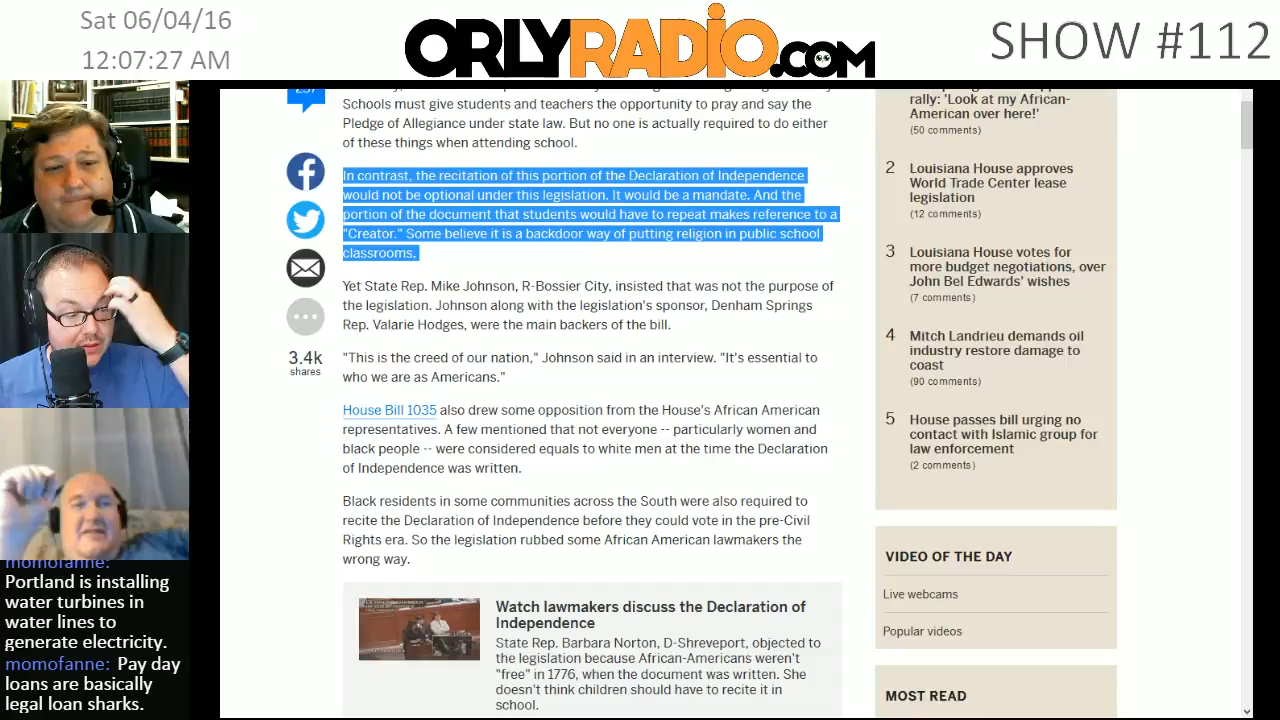 Sat 06/04/16
12:07:27 AM
ORLYRADIO.COM
SHOW #112
Schools must give students and teachers the opportunity to pray and say the
Pledge of Allegiance under state law. But no one is actually required to do either
of these things when attending school.
In contrast, the recitation of this portion of the Declaration of Independence
would not be optional under this legislation. It would be a mandate. And the
portion of the document that students would have to repeat makes reference to a
"Creator." Some believe it is a backdoor way of putting religion in public school
classrooms.
3.4k
shares
Yet State Rep. Mike Johnson, R-Bossier City, insisted that was not the purpose of
the legislation. Johnson along with the legislation's sponsor, Denham Springs
Rep. Valarie Hodges, were the main backers of the bill.
"This is the creed of our nation," Johnson said in an interview. "It's essential to
who we are as Americans."
House Bill 1035 also drew some opposition from the House's African American
representatives. A few mentioned that not everyone -- particularly women and
black people -- were considered equals to white men at the time the Declaration
of Independence was written.
Black residents in some communities across the South were also required to
recite the Declaration of Independence before they could vote in the pre-Civil
Rights era. So the legislation rubbed some African American lawmakers the
wrong way.
Watch lawmakers discuss the Declaration of
Independence
State Rep. Barbara Norton, D-Shreveport, objected to
the legislation because African-Americans weren't
"free" in 1776, when the document was written. She
doesn't think children should have to recite it in
school.
rally: 'Look at my African-
American over here!'
(50 comments)
2 Louisiana House approves
World Trade Center lease
legislation
(12 comments)
3 Louisiana House votes for
more budget negotiations, over
John Bel Edwards' wishes
(7 comments)
4 Mitch Landrieu demands oil
industry restore damage to
coast
(90 comments)
5 House passes bill urging no
contact with Islamic group for
law enforcement
(2 comments)
VIDEO OF THE DAY
Live webcams
Popular videos
MOST READ
momofanne:
Portland is installing
water turbines in
water lines to
generate electricity.
momofanne: Pay day
loans are basically
legal loan sharks.